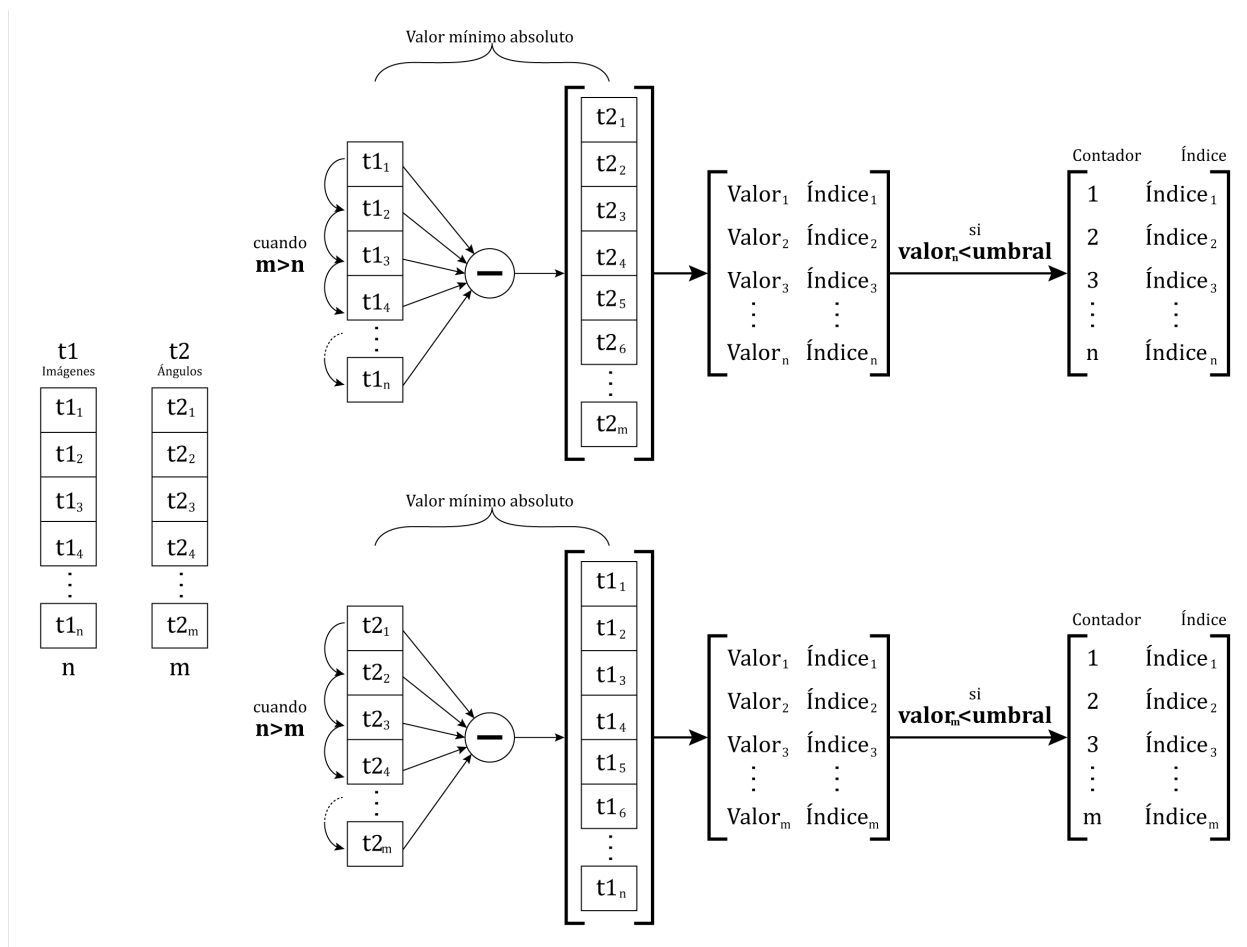 t1 t2
Imágenes Ángulos
t1₁ t2₁
t1₂ t2₂
t1₃ t2₃
t1₄ t2₄
t1ₙ t2ₘ
n m
Valor mínimo absoluto
cuando
m>n
t1₁
t1₂
t1₃
t1₄
t1ₙ
−
t2₁
t2₂
t2₃
t2₄
t2₅
t2₆
t2ₘ
Valor₁ Índice₁
Valor₂ Índice₂
Valor₃ Índice₃
Valorₙ Índiceₙ
si
valorₙ<umbral
Contador Índice
1 Índice₁
2 Índice₂
3 Índice₃
n Índiceₙ
Valor mínimo absoluto
cuando
n>m
t2₁
t2₂
t2₃
t2₄
t2ₘ
−
t1₁
t1₂
t1₃
t1₄
t1₅
t1₆
t1ₙ
Valor₁ Índice₁
Valor₂ Índice₂
Valor₃ Índice₃
Valorₘ Índiceₘ
si
valorₘ<umbral
Contador Índice
1 Índice₁
2 Índice₂
3 Índice₃
m Índiceₘ